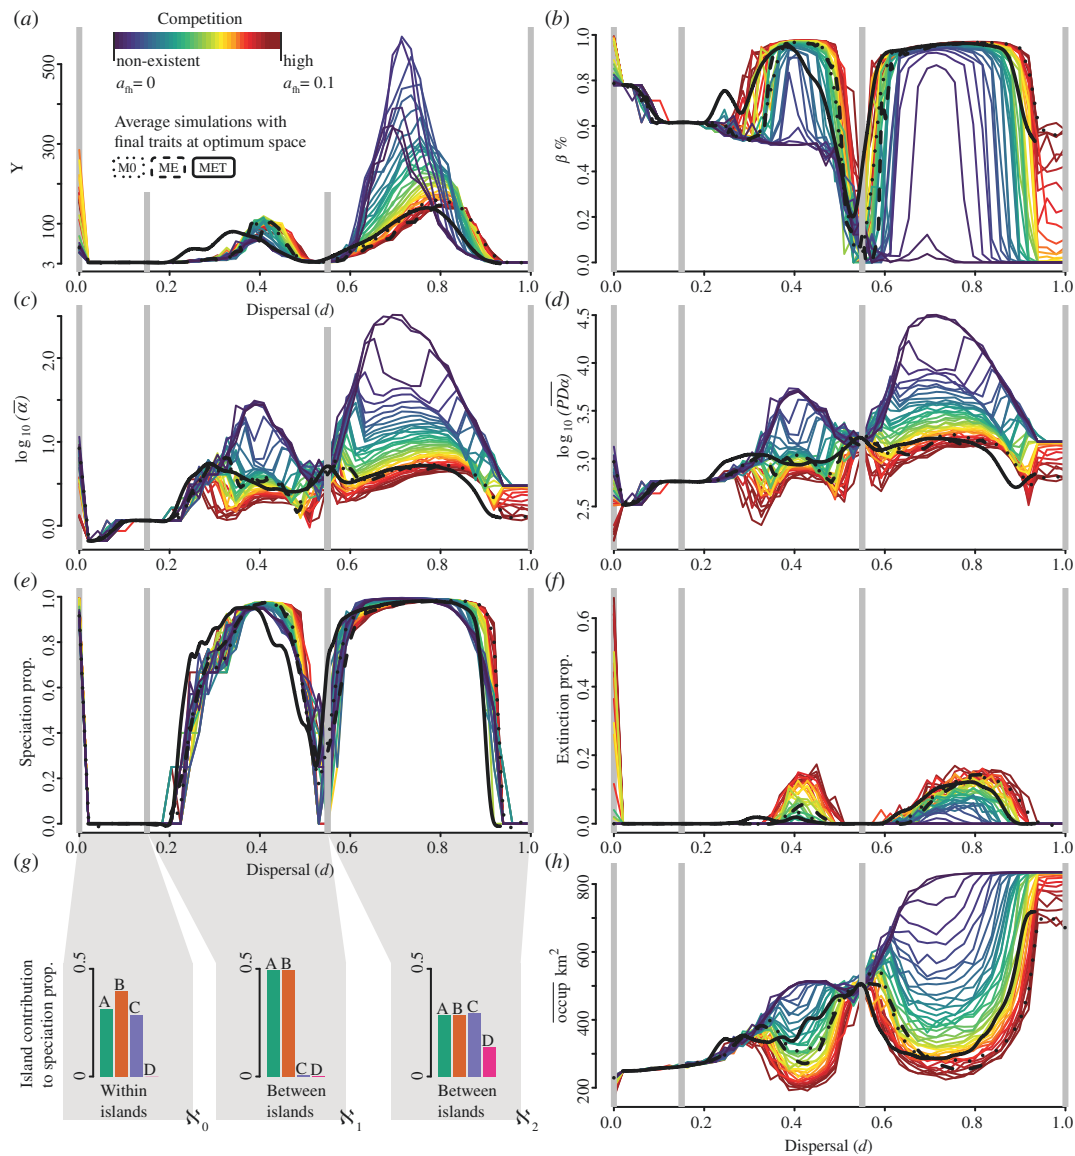 (a)
Competition
non-existent
high
a_fh = 0
a_fh = 0.1
Average simulations with
final traits at optimum space
M0 ME MET
Y
500
300
100
3
0.0 0.2 0.4 0.6 0.8 1.0
Dispersal (d)
(b)
β %
1.0
0.8
0.6
0.4
0.2
0.0
0.0 0.2 0.4 0.6 0.8 1.0
(c)
log10 (α)
2.0
1.0
0.0
0.0 0.2 0.4 0.6 0.8 1.0
(d)
log10 (PDα)
4.5
4.0
3.5
3.0
2.5
0.0 0.2 0.4 0.6 0.8 1.0
(e)
Speciation prop.
1.0
0.8
0.6
0.4
0.2
0.0
0.0 0.2 0.4 0.6 0.8 1.0
Dispersal (d)
(f)
Extinction prop.
0.6
0.4
0.2
0.0
0.0 0.2 0.4 0.6 0.8 1.0
(g)
Island contribution
to speciation prop.
0.5
0
A B C D
Within
islands
0
0.5
0
A B C D
Between
islands
1
0.5
0
A B C D
Between
islands
2
(h)
occup km2
800
600
400
200
0.0 0.2 0.4 0.6 0.8 1.0
Dispersal (d)